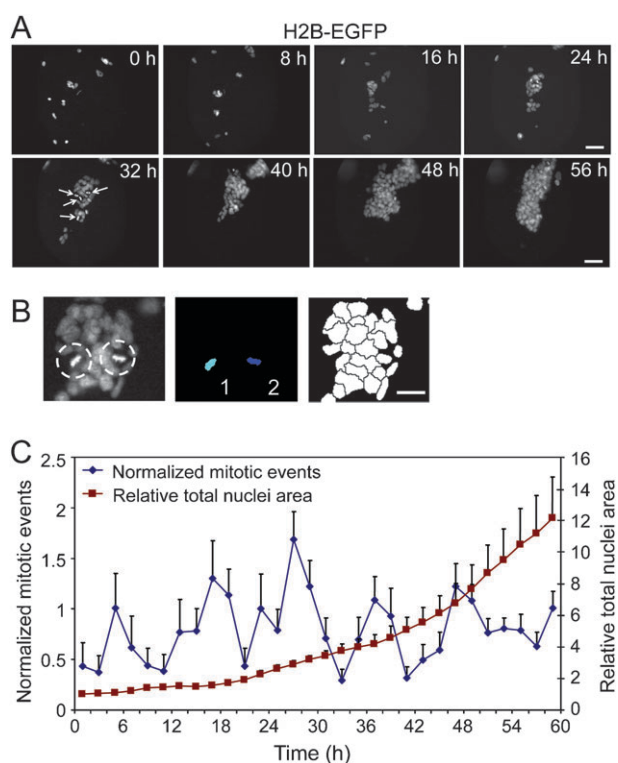 A
H2B-EGFP
0 h 8 h 16 h 24 h
32 h 40 h 48 h 56 h
B
1 2
C
Normalized mitotic events
Relative total nuclei area
2.5
2
1.5
1
0.5
0
Normalized mitotic events
16
14
12
10
8
6
4
2
0
Relative total nuclei area
0 6 12 18 24 30 36 42 48 54 60
Time (h)